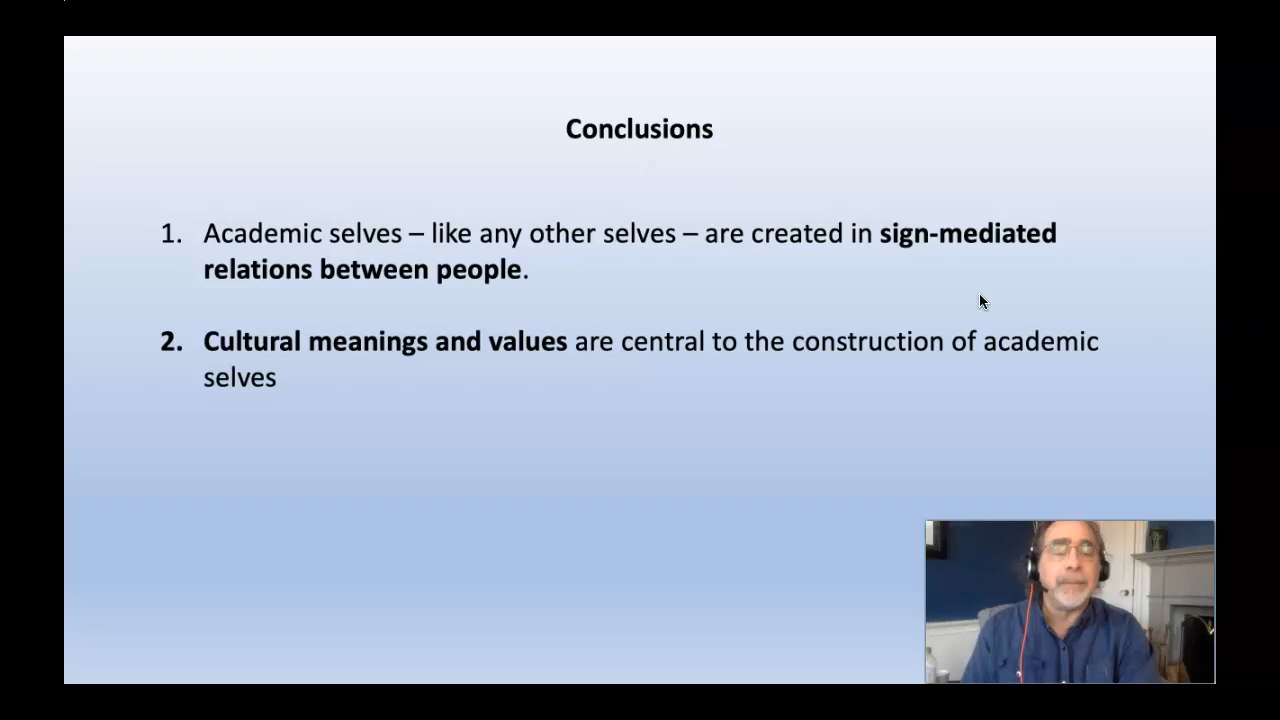 Conclusions
1. Academic selves – like any other selves – are created in sign-mediated
relations between people.
2. Cultural meanings and values are central to the construction of academic
selves